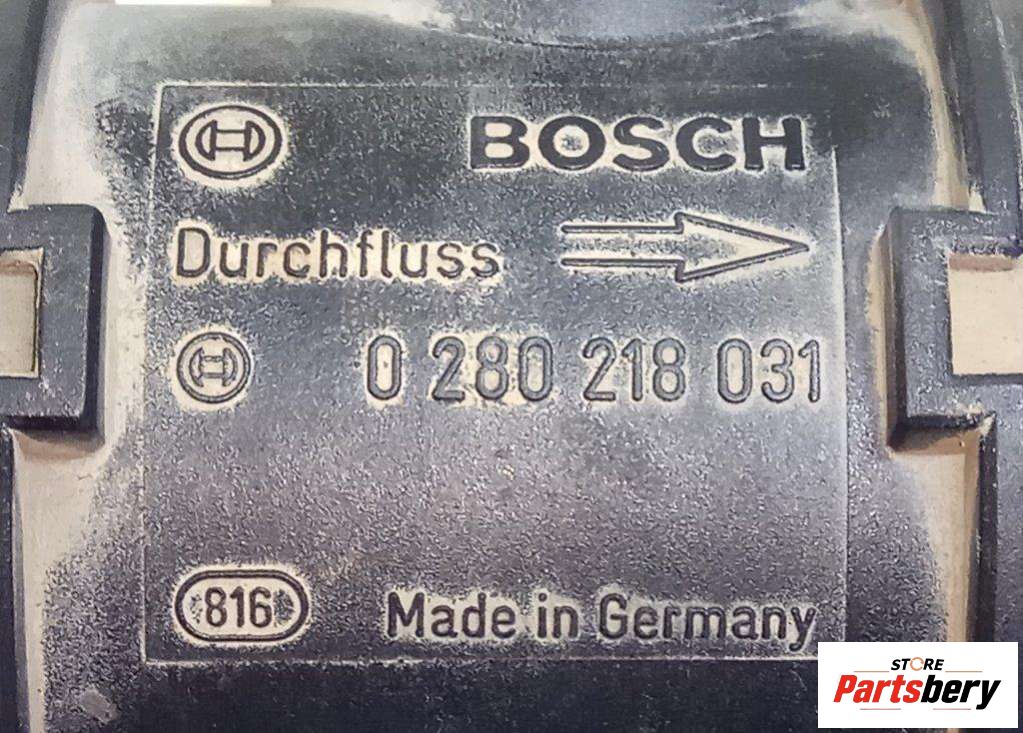 BOSCH
Durchfluss
0 280 218 031
816
Made in Germany
STORE
Partsbery